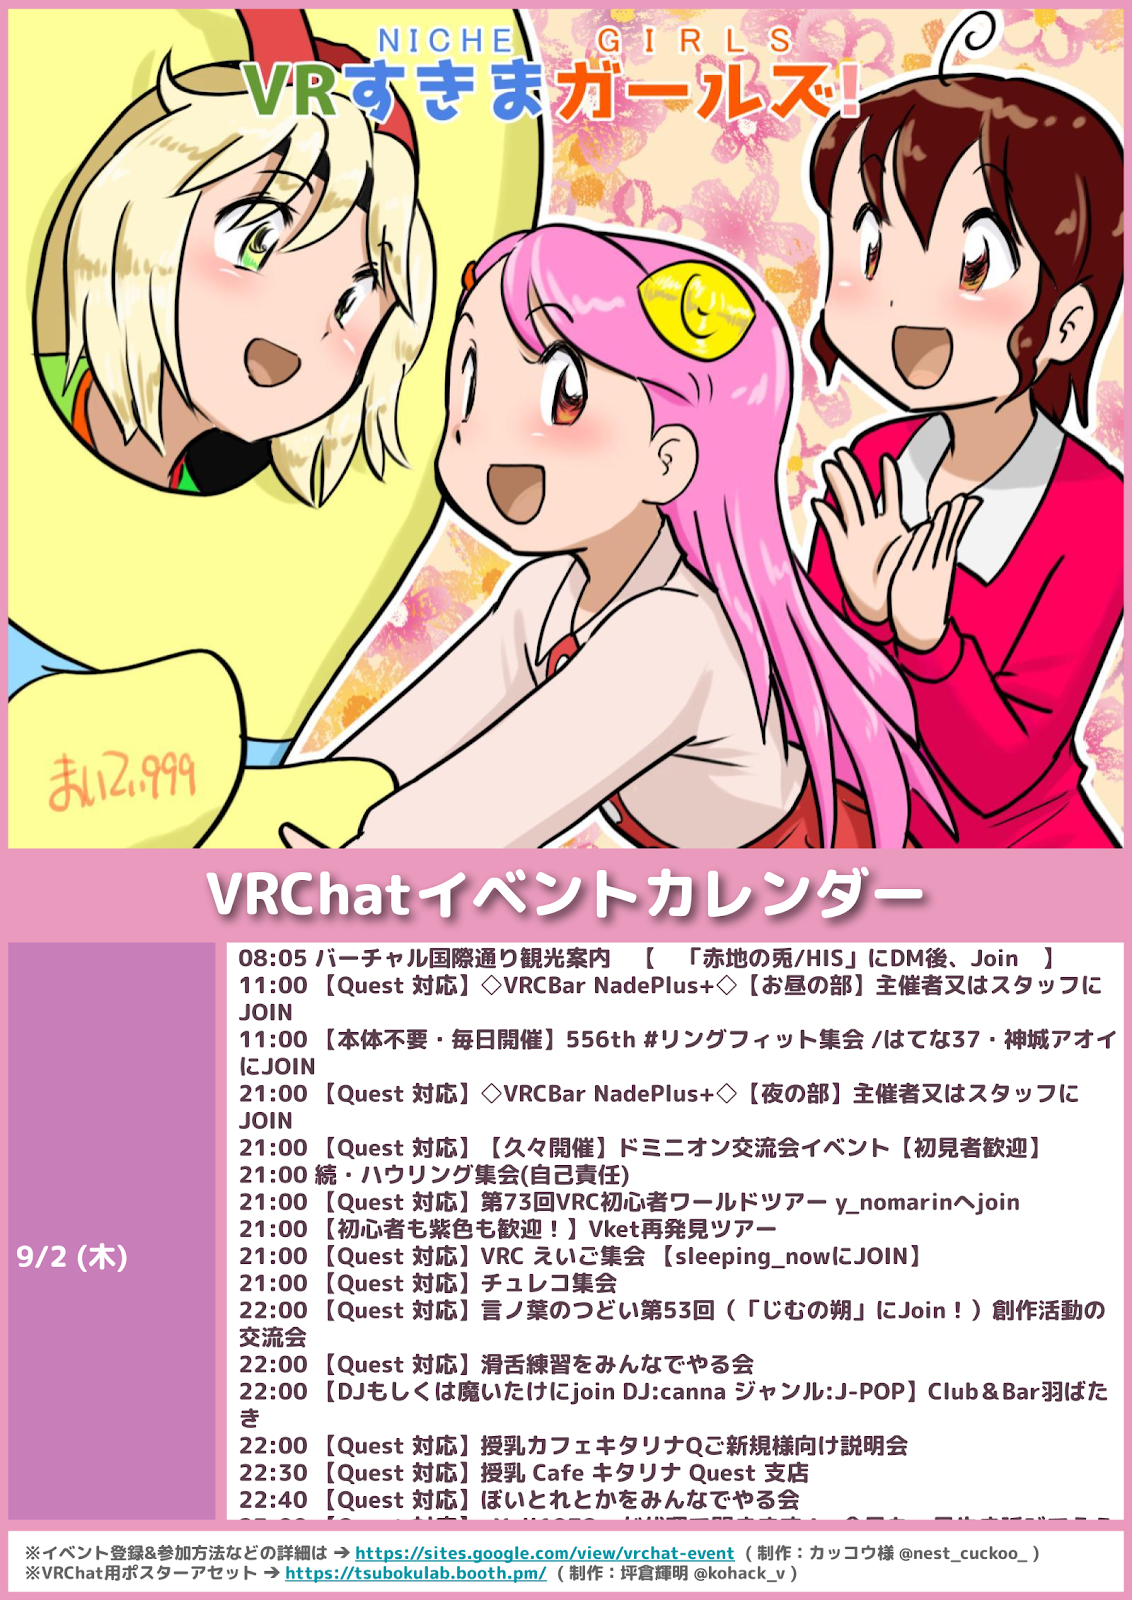 NICHE GIRLS
VRすきまガールズ!
まいてぃ999
VRChatイベントカレンダー
9/2 (木)
08:05 バーチャル国際通り観光案内 【 「赤地の兎/HIS」にDM後、Join 】
11:00 【Quest 対応】◇VRCBar NadePlus+◇【お昼の部】主催者又はスタッフに
JOIN
11:00 【本体不要・毎日開催】556th #リングフィット集会 /はてな37・神城アオイ
にJOIN
21:00 【Quest 対応】◇VRCBar NadePlus+◇【夜の部】主催者又はスタッフに
JOIN
21:00 【Quest 対応】【久々開催】ドミニオン交流会イベント【初見者歓迎】
21:00 続・ハウリング集会(自己責任)
21:00 【Quest 対応】第73回VRC初心者ワールドツアー y_nomarinへjoin
21:00 【初心者も紫色も歓迎！】Vket再発見ツアー
21:00 【Quest 対応】VRC えいご集会 【sleeping_nowにJOIN】
21:00 【Quest 対応】チュレコ集会
22:00 【Quest 対応】言ノ葉のつどい第53回（「じむの朔」にJoin！）創作活動の
交流会
22:00 【Quest 対応】滑舌練習をみんなでやる会
22:00 【DJもしくは魔いたけにjoin DJ:canna ジャンル:J-POP】Club＆Bar羽ばた
き
22:00 【Quest 対応】授乳カフェキタリナQご新規様向け説明会
22:30 【Quest 対応】授乳 Cafe キタリナ Quest 支店
22:40 【Quest 対応】ぼいとれとかをみんなでやる会
※イベント登録&参加方法などの詳細は → https://sites.google.com/view/vrchat-event ( 制作：カッコウ様 @nest_cuckoo_ )
※VRChat用ポスターアセット → https://tsubokulab.booth.pm/ ( 制作：坪倉輝明 @kohack_v )